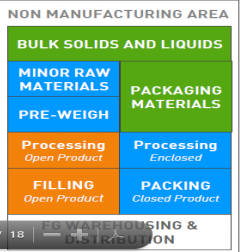 NON MANUFACTURING AREA
BULK SOLIDS AND LIQUIDS
MINOR RAW
MATERIALS
PACKAGING
MATERIALS
PRE-WEIGH
Processing
Open Product
Processing
Enclosed
FILLING
Open Product
PACKING
Closed Product
/ 18
FG WAREHOUSING &
DISTRIBUTION